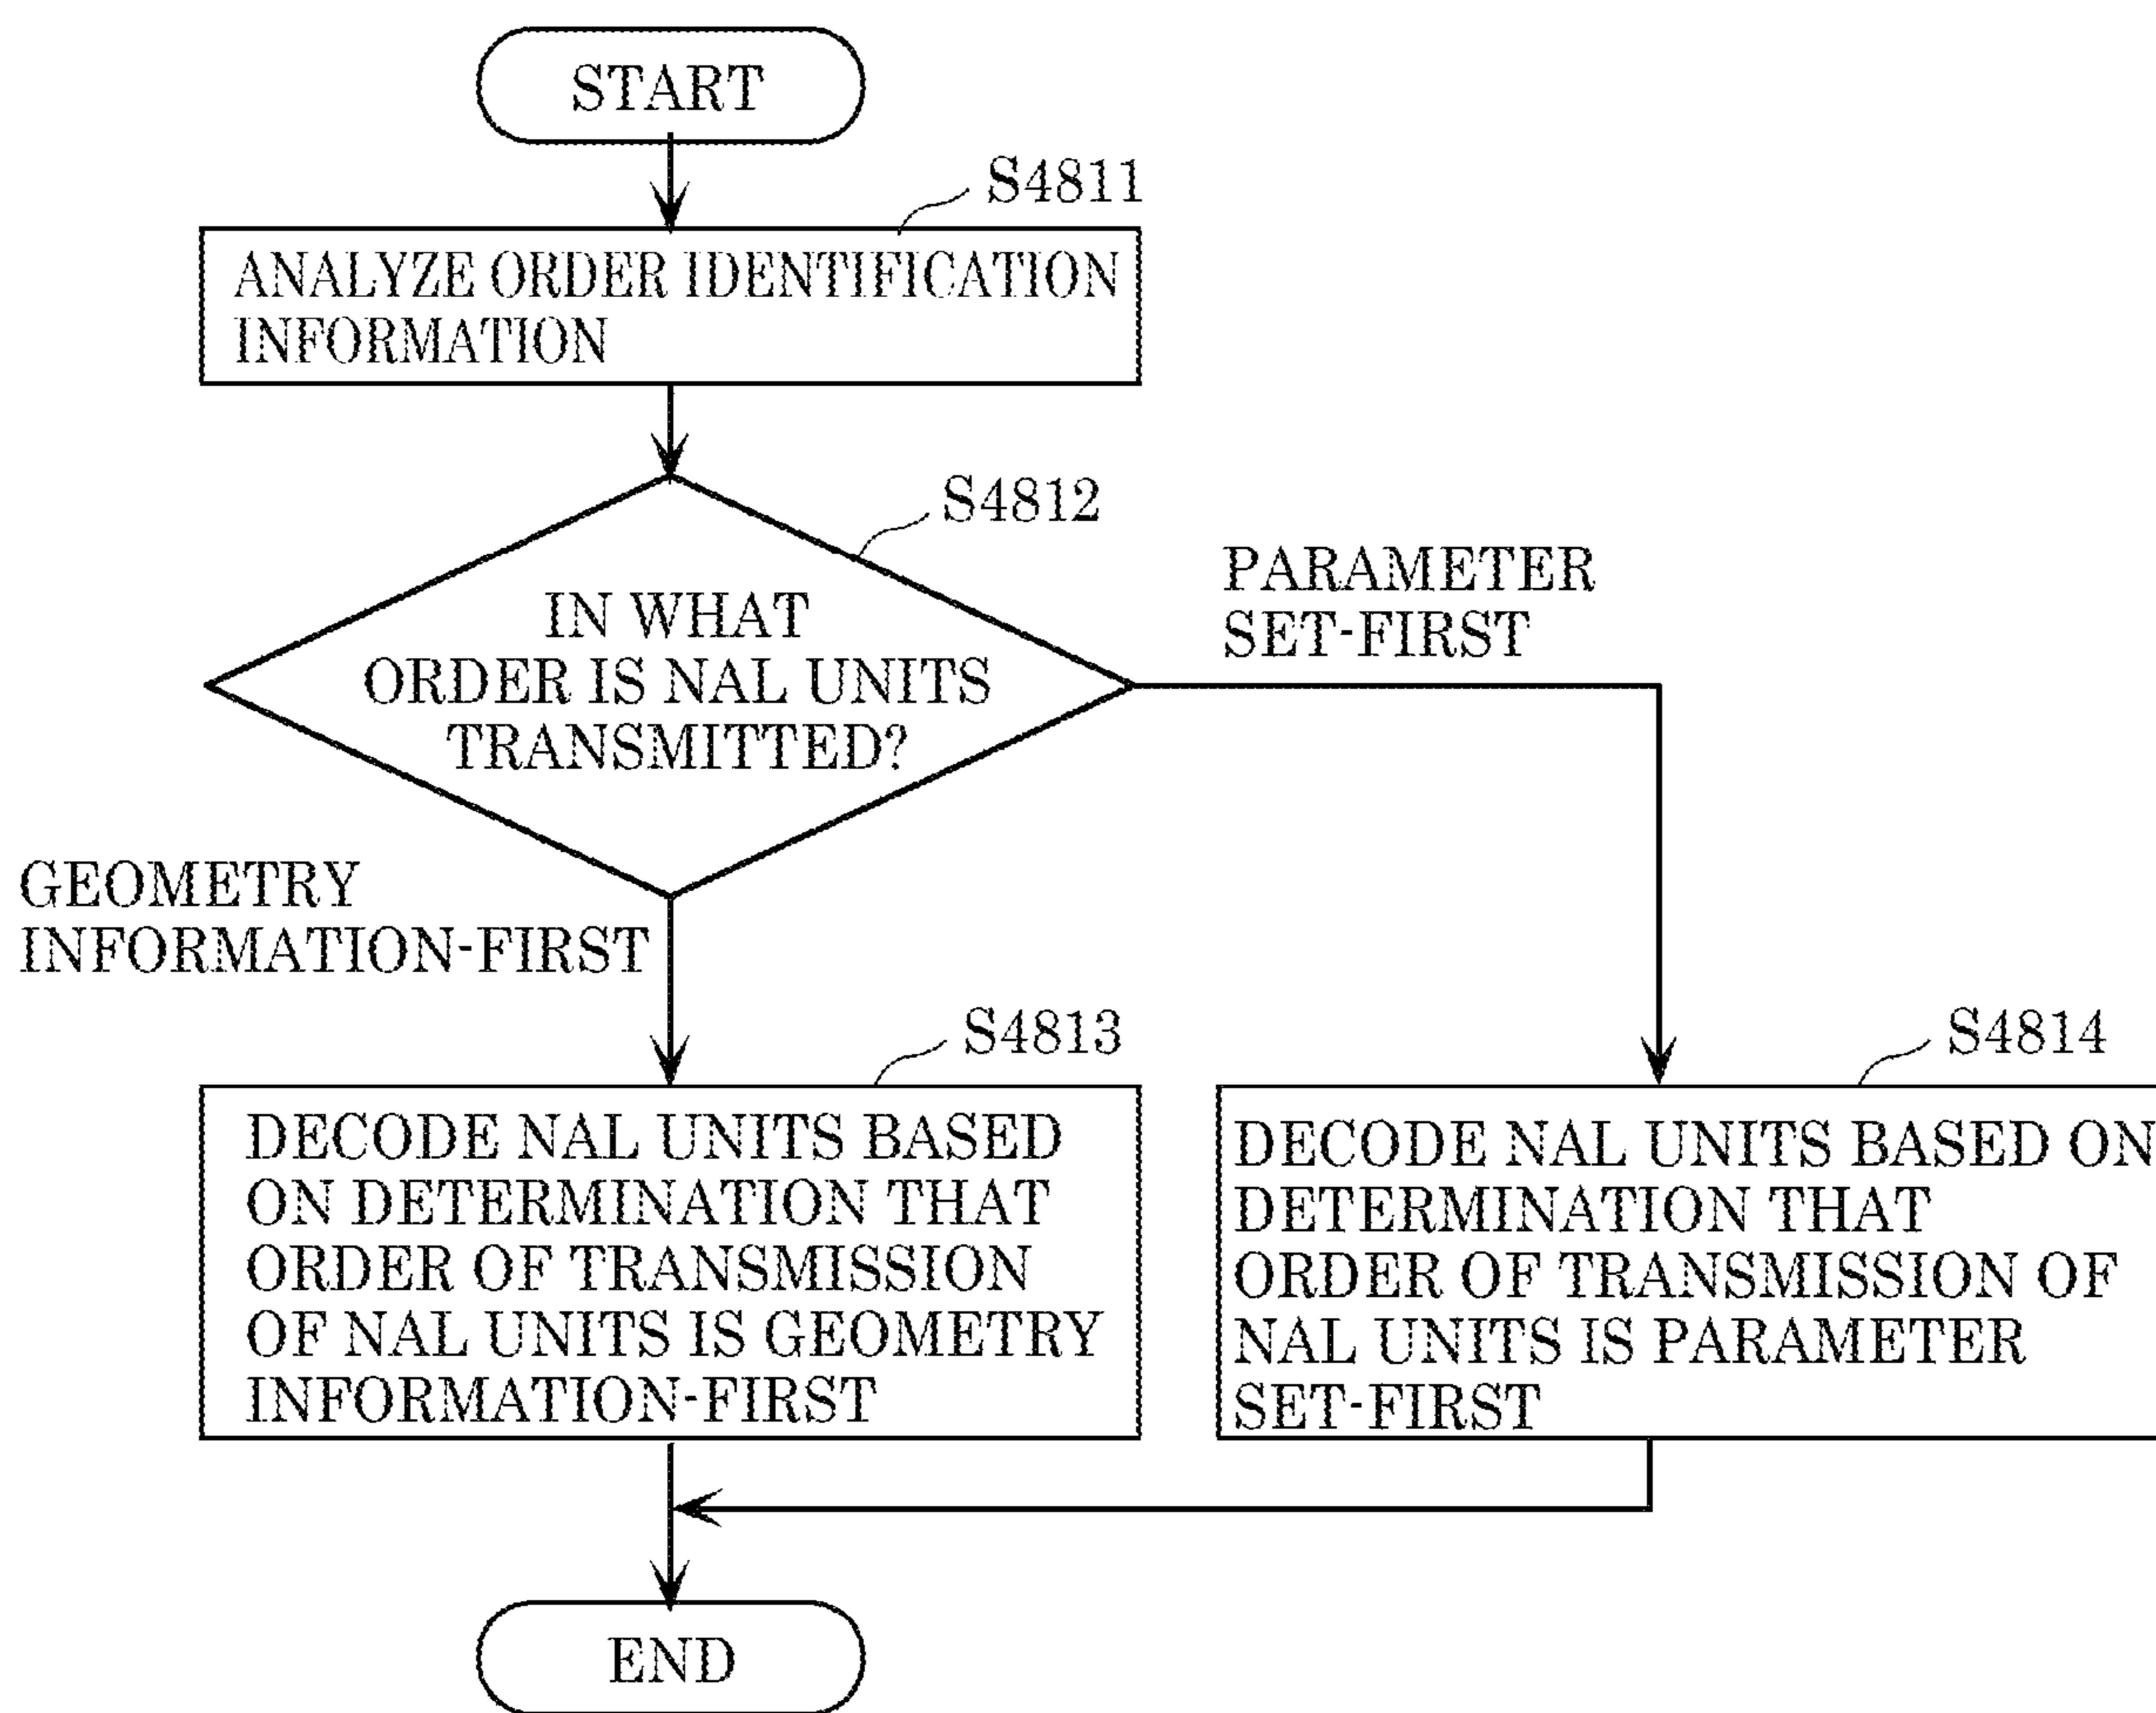 START
S4811
ANALYZE ORDER IDENTIFICATION
INFORMATION
S4812
IN WHAT
ORDER IS NAL UNITS
TRANSMITTED?
PARAMETER
SET-FIRST
GEOMETRY
INFORMATION-FIRST
S4813
DECODE NAL UNITS BASED
ON DETERMINATION THAT
ORDER OF TRANSMISSION
OF NAL UNITS IS GEOMETRY
INFORMATION-FIRST
S4814
DECODE NAL UNITS BASED ON
DETERMINATION THAT
ORDER OF TRANSMISSION OF
NAL UNITS IS PARAMETER
SET-FIRST
END